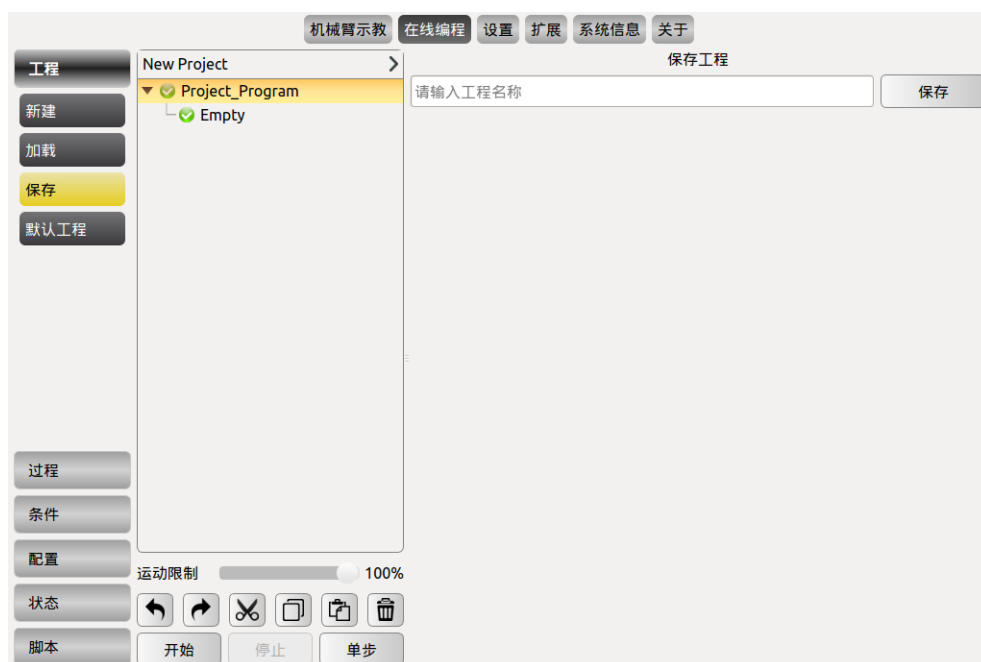 机械臂示教 在线编程 设置 扩展 系统信息 关于
工程
新建
加载
保存
默认工程
过程
条件
配置
状态
脚本
New Project
Project_Program
Empty
运动限制 100%
开始 停止 单步
保存工程
请输入工程名称 保存